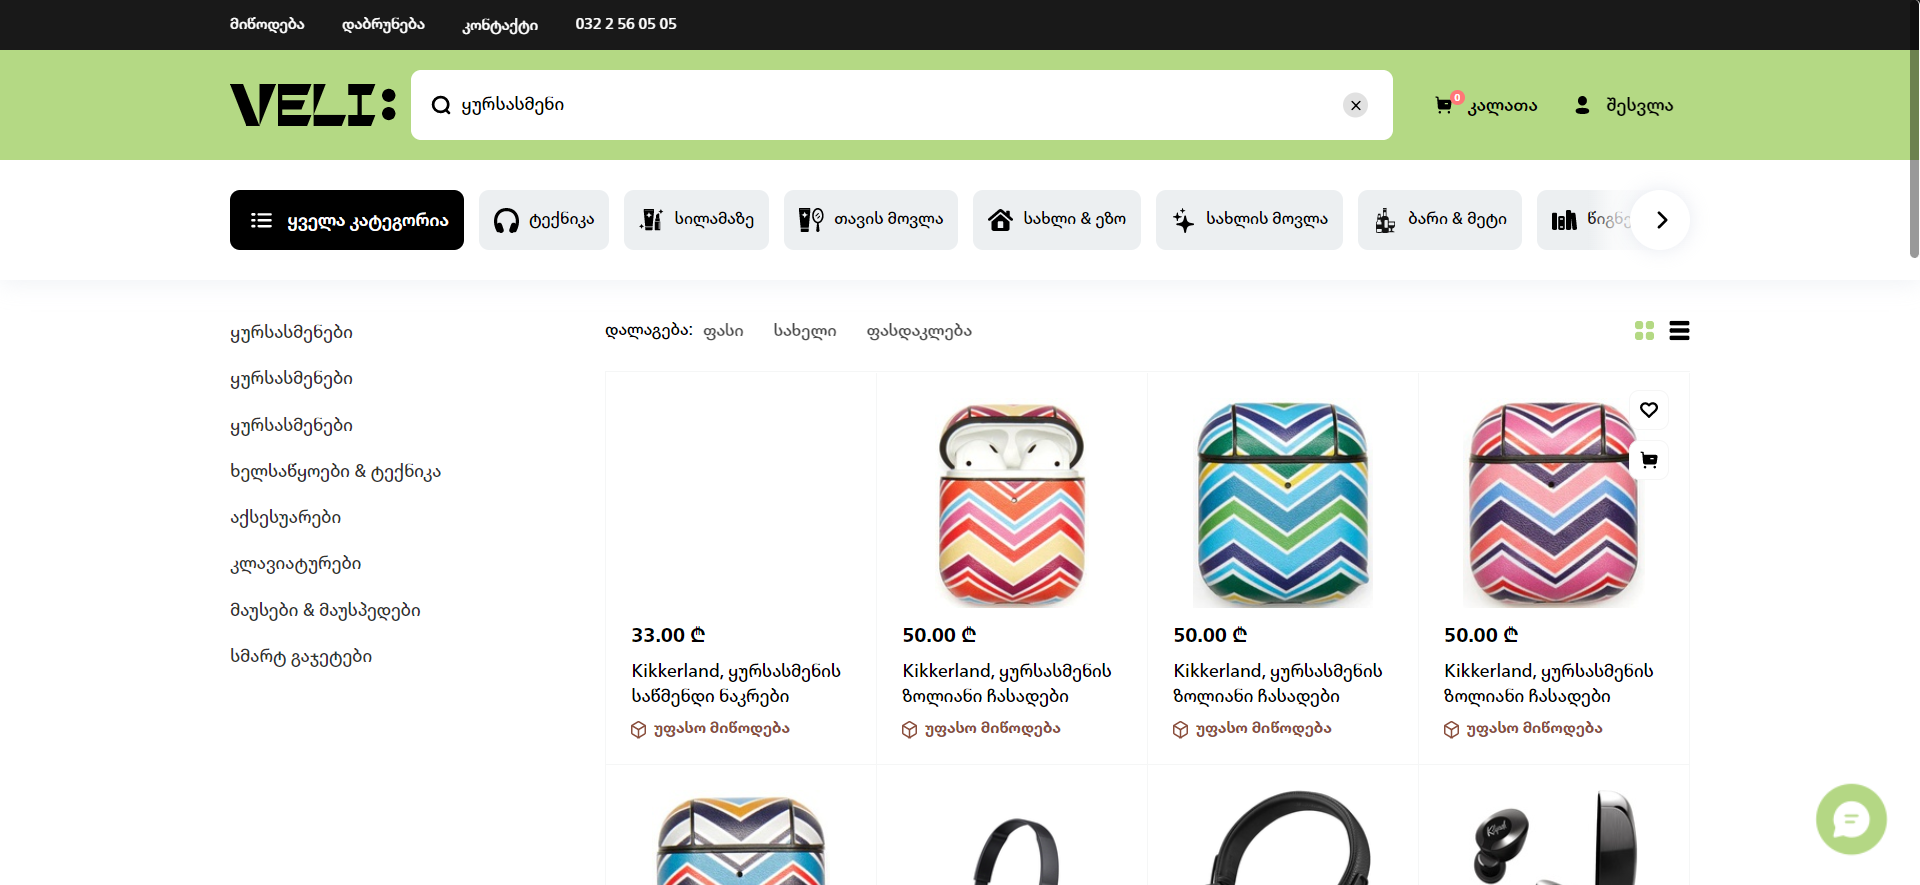 მიწოდება დაბრუნება კონტაქტი 032 2 56 05 05
VELI:
ყურსასმენი
0 კალათა შესვლა
ყველა კატეგორია ტექნიკა სილამაზე თავის მოვლა სახლი & ეზო სახლის მოვლა ბარი & მეტი
დალაგება: ფასი სახელი ფასდაკლება
ყურსასმენები
ყურსასმენები
ყურსასმენები
ხელსაწყოები & ტექნიკა
აქსესუარები
კლავიატურები
მაუსები & მაუსპედები
სმარტ გაჯეტები
33.00 ₾
Kikkerland, ყურსასმენის
საწმენდი ნაკრები
უფასო მიწოდება
50.00 ₾
Kikkerland, ყურსასმენის
ზოლიანი ჩასადები
უფასო მიწოდება
50.00 ₾
Kikkerland, ყურსასმენის
ზოლიანი ჩასადები
უფასო მიწოდება
50.00 ₾
Kikkerland, ყურსასმენის
ზოლიანი ჩასადები
უფასო მიწოდება